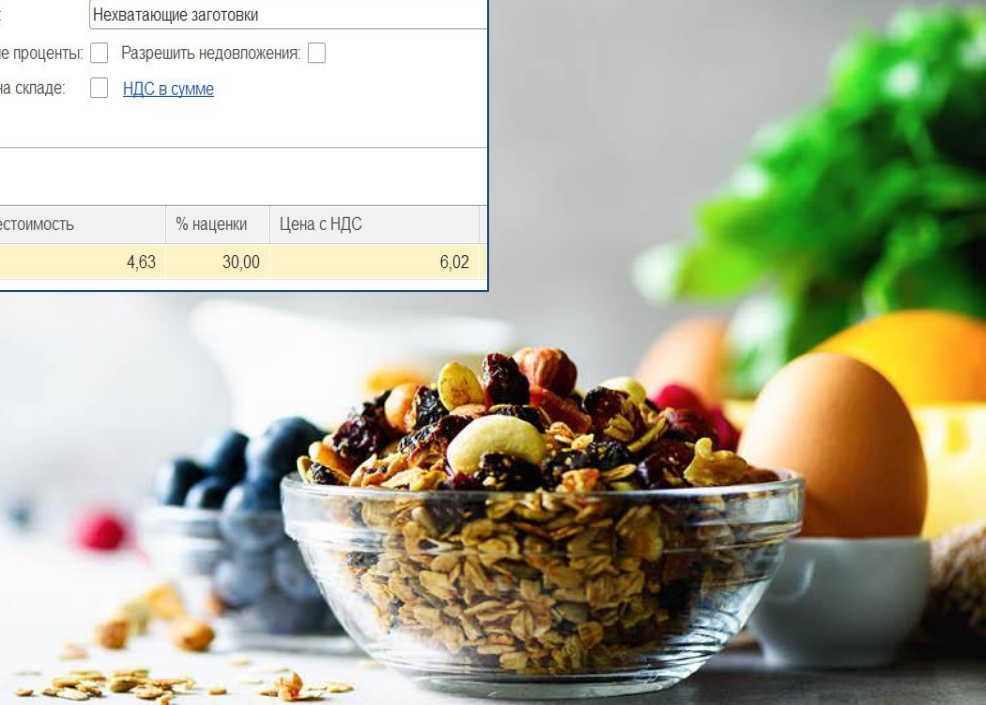 Нехватающие заготовки
е проценты: Разрешить недовложения:
на складе: НДС в сумме
естоимость % наценки Цена с НДС
4,63 30,00 6,02